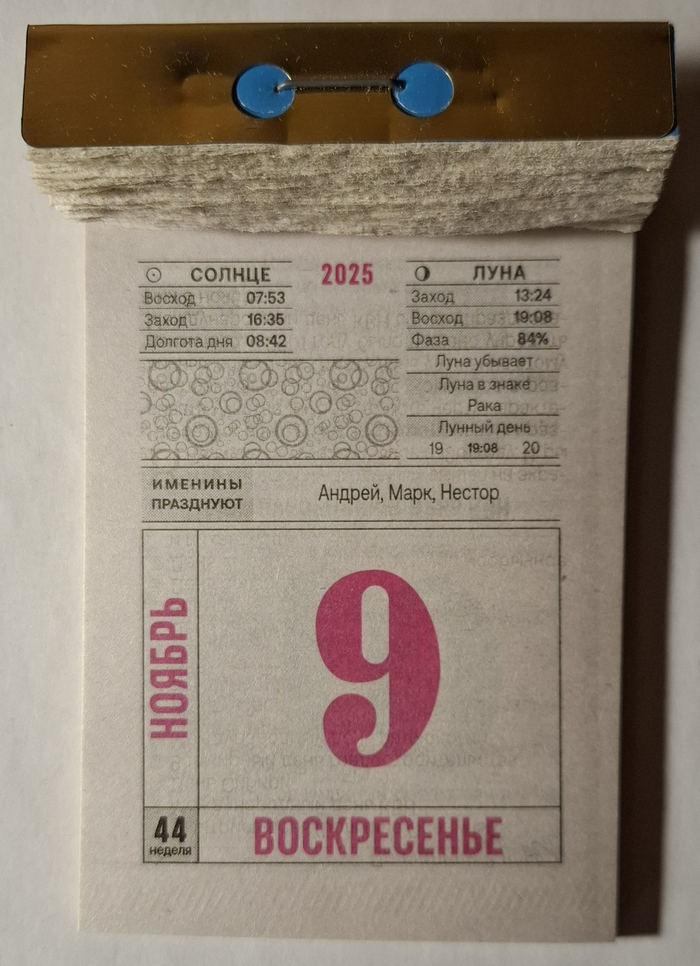 СОЛНЦЕ
Восход 07:53
Заход 16:35
Долгота дня 08:42
2025
ЛУНА
Заход 13:24
Восход 19:08
Фаза 84%
Луна убывает
Луна в знаке
Рака
Лунный день
19 19:08 20
ИМЕНИНЫ
ПРАЗДНУЮТ
Андрей, Марк, Нестор
НОЯБРЬ
9
44
неделя
ВОСКРЕСЕНЬЕ